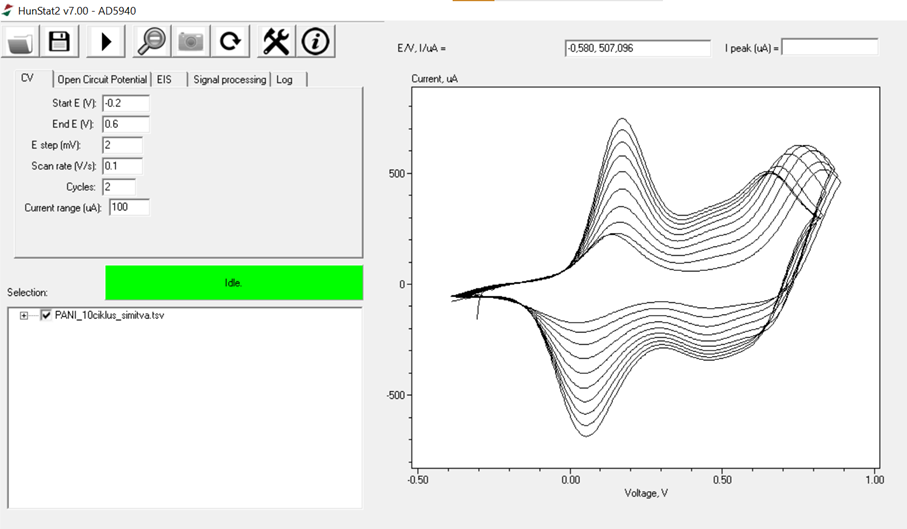 HunStat2 v7.00 - AD5940
E/V, I/uA =
-0,580, 507,096
I peak (uA) =
CV
Open Circuit Potential
EIS
Signal processing
Log
Start E (V): -0.2
End E (V): 0.6
E step (mV): 2
Scan rate (V/s): 0.1
Cycles: 2
Current range (uA): 100
Idle.
Selection:
PANI_10ciklus_simitva.tsv
Current, uA
500
0
-500
-0.50
0.00
0.50
1.00
Voltage, V